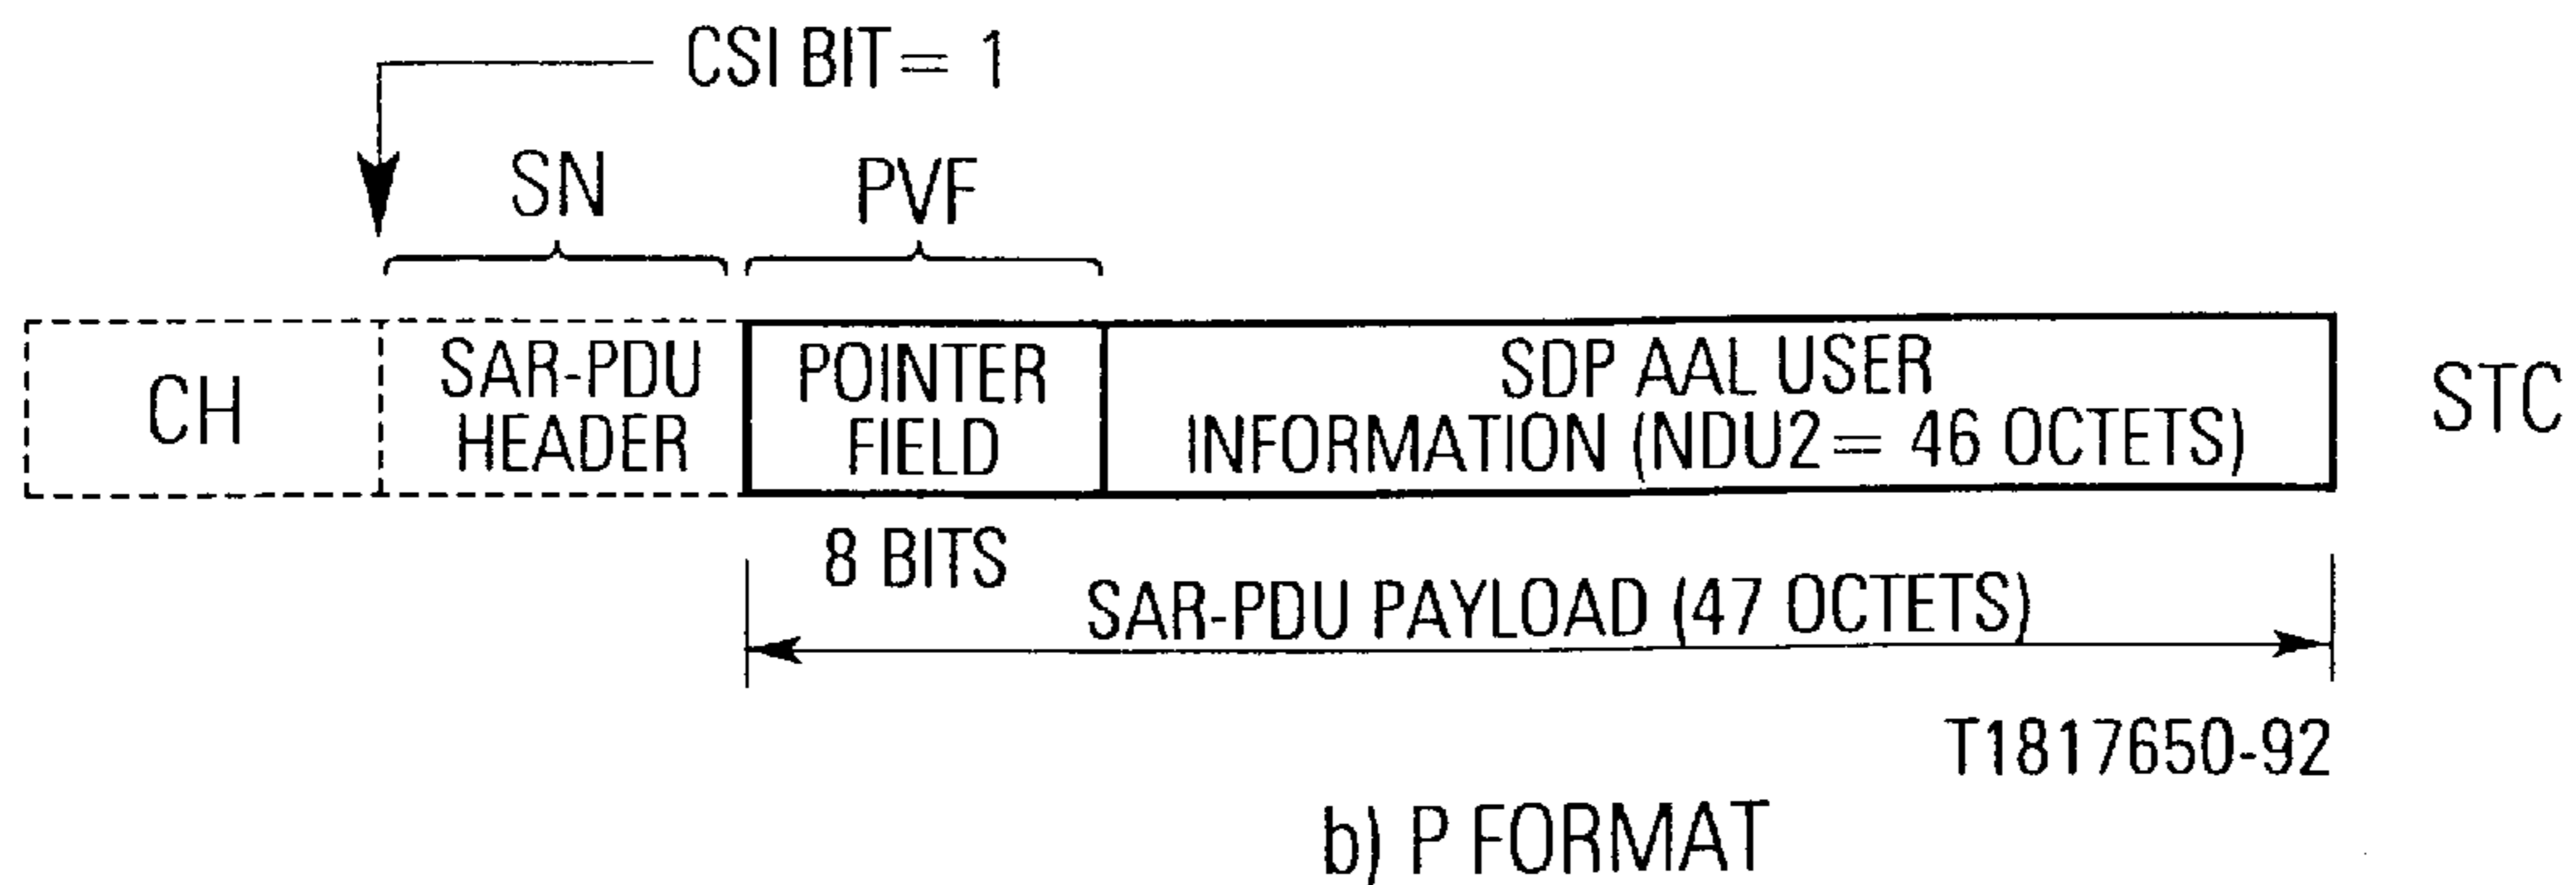 CSI BIT = 1
SN
PVF
CH
SAR-PDU
HEADER
POINTER
FIELD
SDP AAL USER
INFORMATION (NDU2 = 46 OCTETS)
STC
8 BITS
SAR-PDU PAYLOAD (47 OCTETS)
T1817650-92
b) P FORMAT